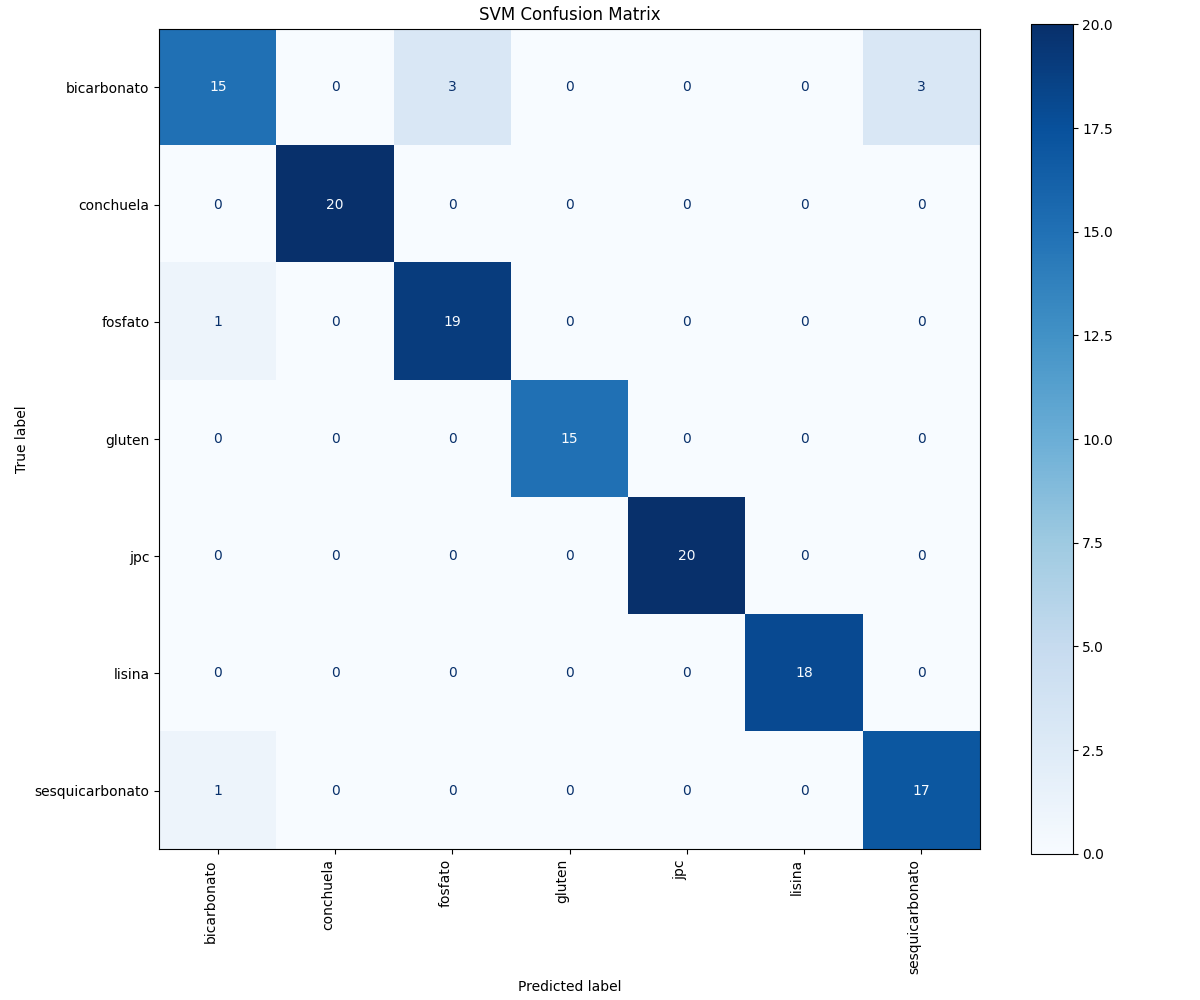 SVM Confusion Matrix
True label
bicarbonato 15 0 3 0 0 0 3
conchuela 0 20 0 0 0 0 0
fosfato 1 0 19 0 0 0 0
gluten 0 0 0 15 0 0 0
jpc 0 0 0 0 20 0 0
lisina 0 0 0 0 0 18 0
sesquicarbonato 1 0 0 0 0 0 17
bicarbonato conchuela fosfato gluten jpc lisina sesquicarbonato
Predicted label
20.0
17.5
15.0
12.5
10.0
7.5
5.0
2.5
0.0